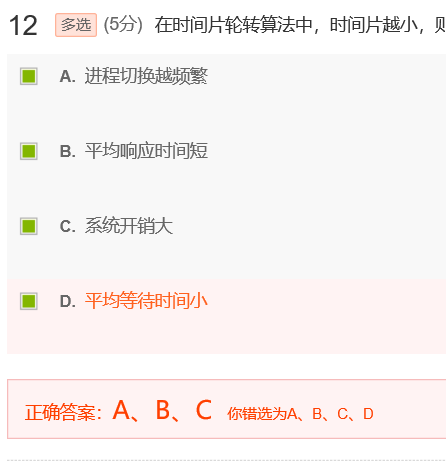 12 多选 (5分) 在时间片轮转算法中，时间片越小，则
A. 进程切换越频繁
B. 平均响应时间短
C. 系统开销大
D. 平均等待时间小
正确答案：A、B、C 你错选为A、B、C、D